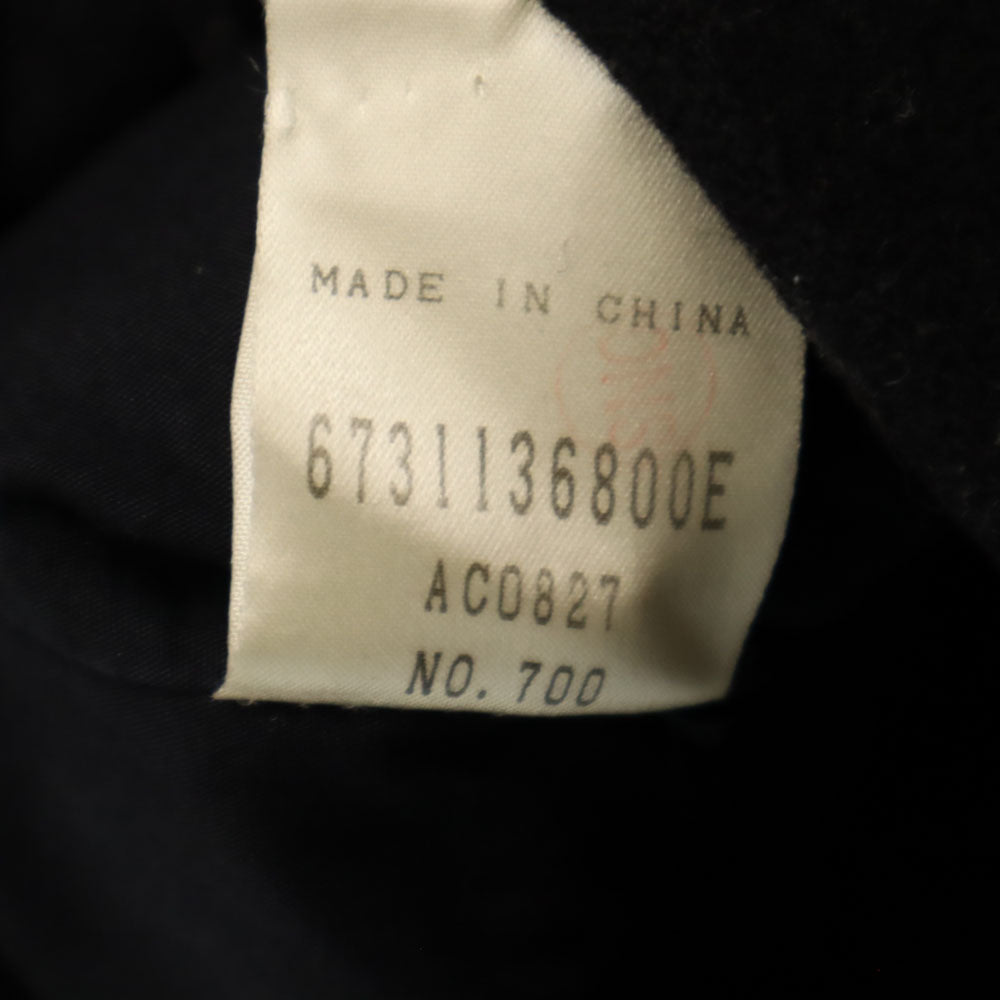 MADE IN CHINA
6731136800E
AC0827
NO. 700